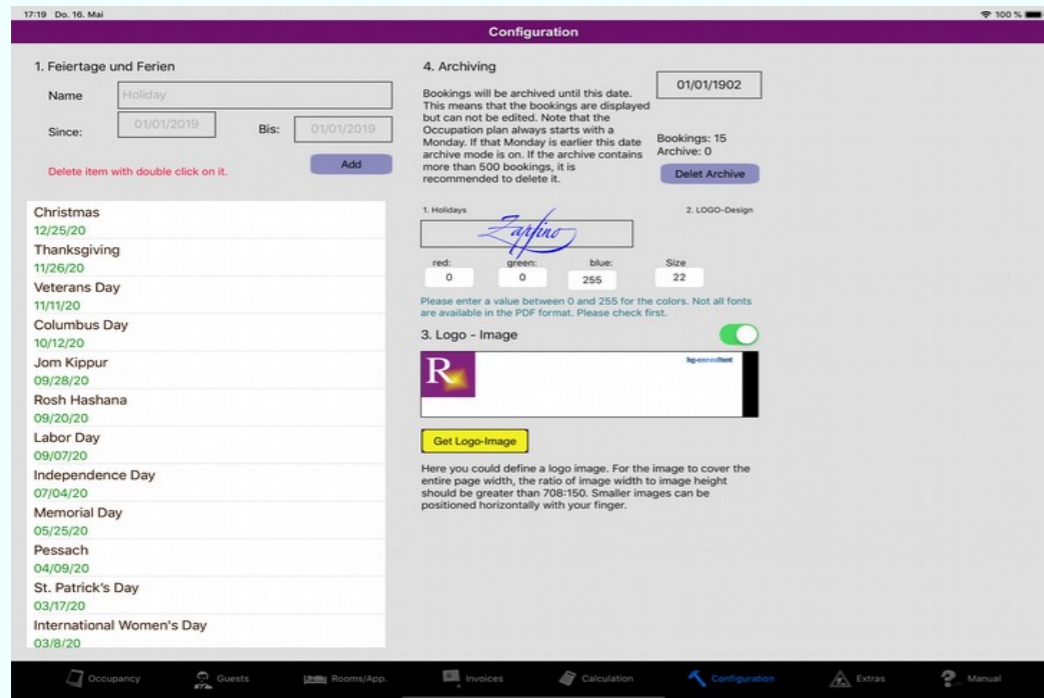 17:19 Do. 16. Mai
100 %
Configuration
1. Feiertage und Ferien
Name
Holiday
Since:
01/01/2019
Bis:
01/01/2019
Delete item with double click on it.
Add
Christmas
12/25/20
Thanksgiving
11/26/20
Veterans Day
11/11/20
Columbus Day
10/12/20
Jom Kippur
09/28/20
Rosh Hashana
09/20/20
Labor Day
09/07/20
Independence Day
07/04/20
Memorial Day
05/25/20
Pessach
04/09/20
St. Patrick's Day
03/17/20
International Women's Day
03/8/20
4. Archiving
Bookings will be archived until this date.
This means that the bookings are displayed
but can not be edited. Note that the
Occupation plan always starts with a
Monday. If that Monday is earlier this date
archive mode is on. If the archive contains
more than 500 bookings, it is
recommended to delete it.
01/01/1902
Bookings: 15
Archive: 0
Delet Archive
1. Holidays
2. LOGO-Design
Zapfino
red:
green:
blue:
Size
0
0
255
22
Please enter a value between 0 and 255 for the colors. Not all fonts
are available in the PDF format. Please check first.
3. Logo - Image
R
bg-consultant
Get Logo-Image
Here you could define a logo image. For the image to cover the
entire page width, the ratio of image width to image height
should be greater than 708:150. Smaller images can be
positioned horizontally with your finger.
Occupancy
Guests
Rooms/App.
Invoices
Calculation
Configuration
Extras
Manual